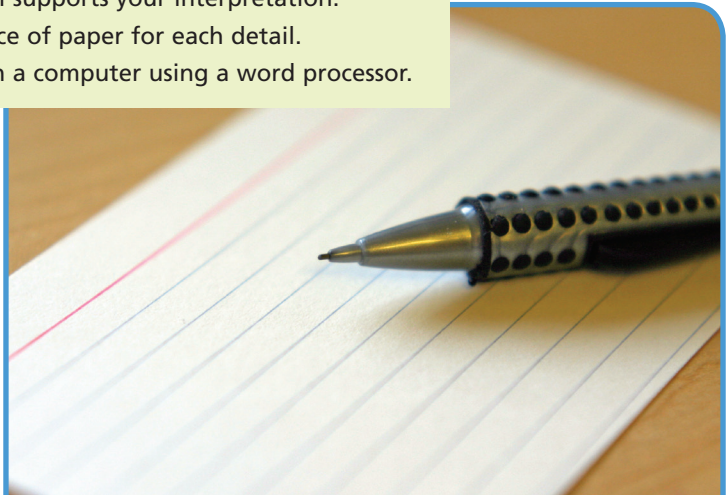 supports your interpretation.
ce of paper for each detail.
a computer using a word processor.